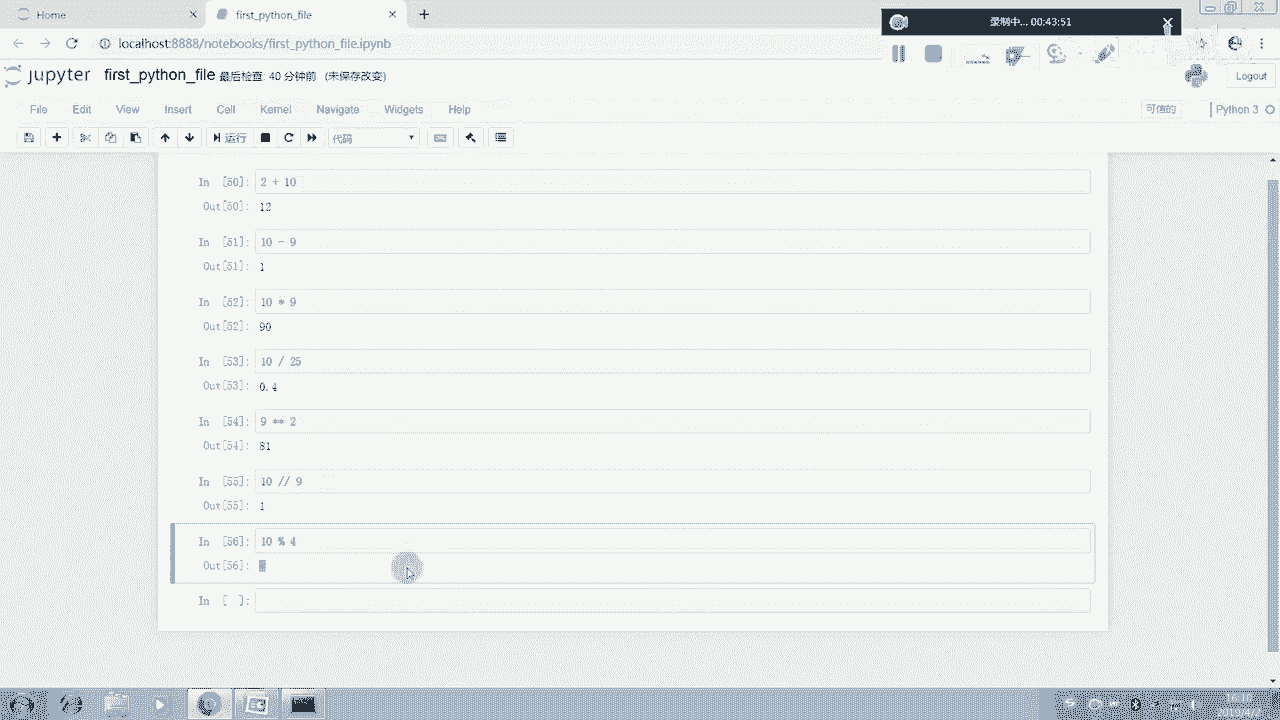 Home
first_python_file
录制中... 00:43:51
localhost:8888/notebooks/first_python_file.ipynb
jupyter first_python_file 最后检查: 几分钟前 (未保存改变)
Logout
File Edit View Insert Cell Kernel Navigate Widgets Help
可信的
Python 3
运行
代码
In [50]: 2 + 10
Out[50]: 12
In [51]: 10 - 9
Out[51]: 1
In [52]: 10 * 9
Out[52]: 90
In [53]: 10 / 25
Out[53]: 0.4
In [54]: 9 ** 2
Out[54]: 81
In [55]: 10 // 9
Out[55]: 1
In [56]: 10 % 4
Out[56]:
In [ ]: